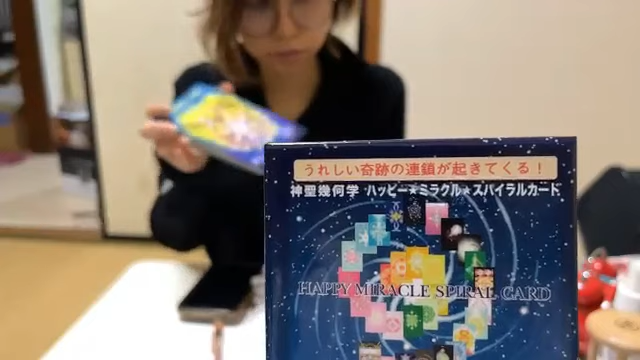 うれしい奇跡の連鎖が起きてくる！
神聖幾何学 ハッピー★ミラクル★スパイラルカード
HAPPY MIRACLE SPIRAL CARD